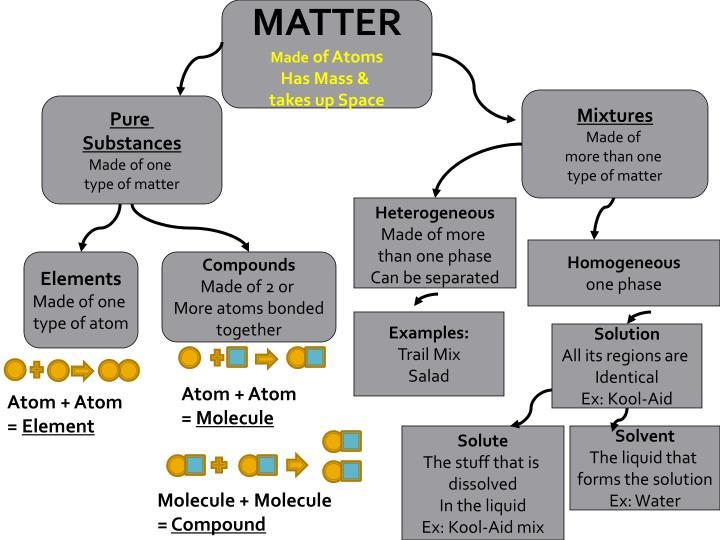 MATTER
Made of Atoms
Has Mass &
takes up Space
Pure
Substances
Made of one
type of matter
Mixtures
Made of
more than one
type of matter
Elements
Made of one
type of atom
Compounds
Made of 2 or
More atoms bonded
together
Heterogeneous
Made of more
than one phase
Can be separated
Homogeneous
one phase
Examples:
Trail Mix
Salad
Solution
All its regions are
Identical
Ex: Kool-Aid
Atom + Atom
= Element
Atom + Atom
= Molecule
Molecule + Molecule
= Compound
Solute
The stuff that is
dissolved
In the liquid
Ex: Kool-Aid mix
Solvent
The liquid that
forms the solution
Ex: Water